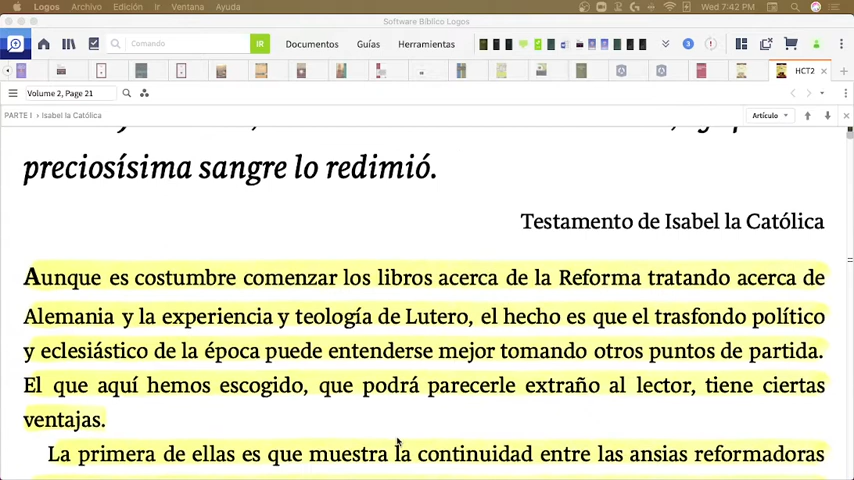 Logos Archivo Edición Ir Ventana Ayuda Wed 7:42 PM
Software Bíblico Logos
Comando IR Documentos Guías Herramientas 3
HCT2
Volume 2, Page 21
PARTE I › Isabel la Católica Artículo
preciosísima sangre lo redimió.
Testamento de Isabel la Católica
Aunque es costumbre comenzar los libros acerca de la Reforma tratando acerca de
Alemania y la experiencia y teología de Lutero, el hecho es que el trasfondo político
y eclesiástico de la época puede entenderse mejor tomando otros puntos de partida.
El que aquí hemos escogido, que podrá parecerle extraño al lector, tiene ciertas
ventajas.
La primera de ellas es que muestra la continuidad entre las ansias reformadoras